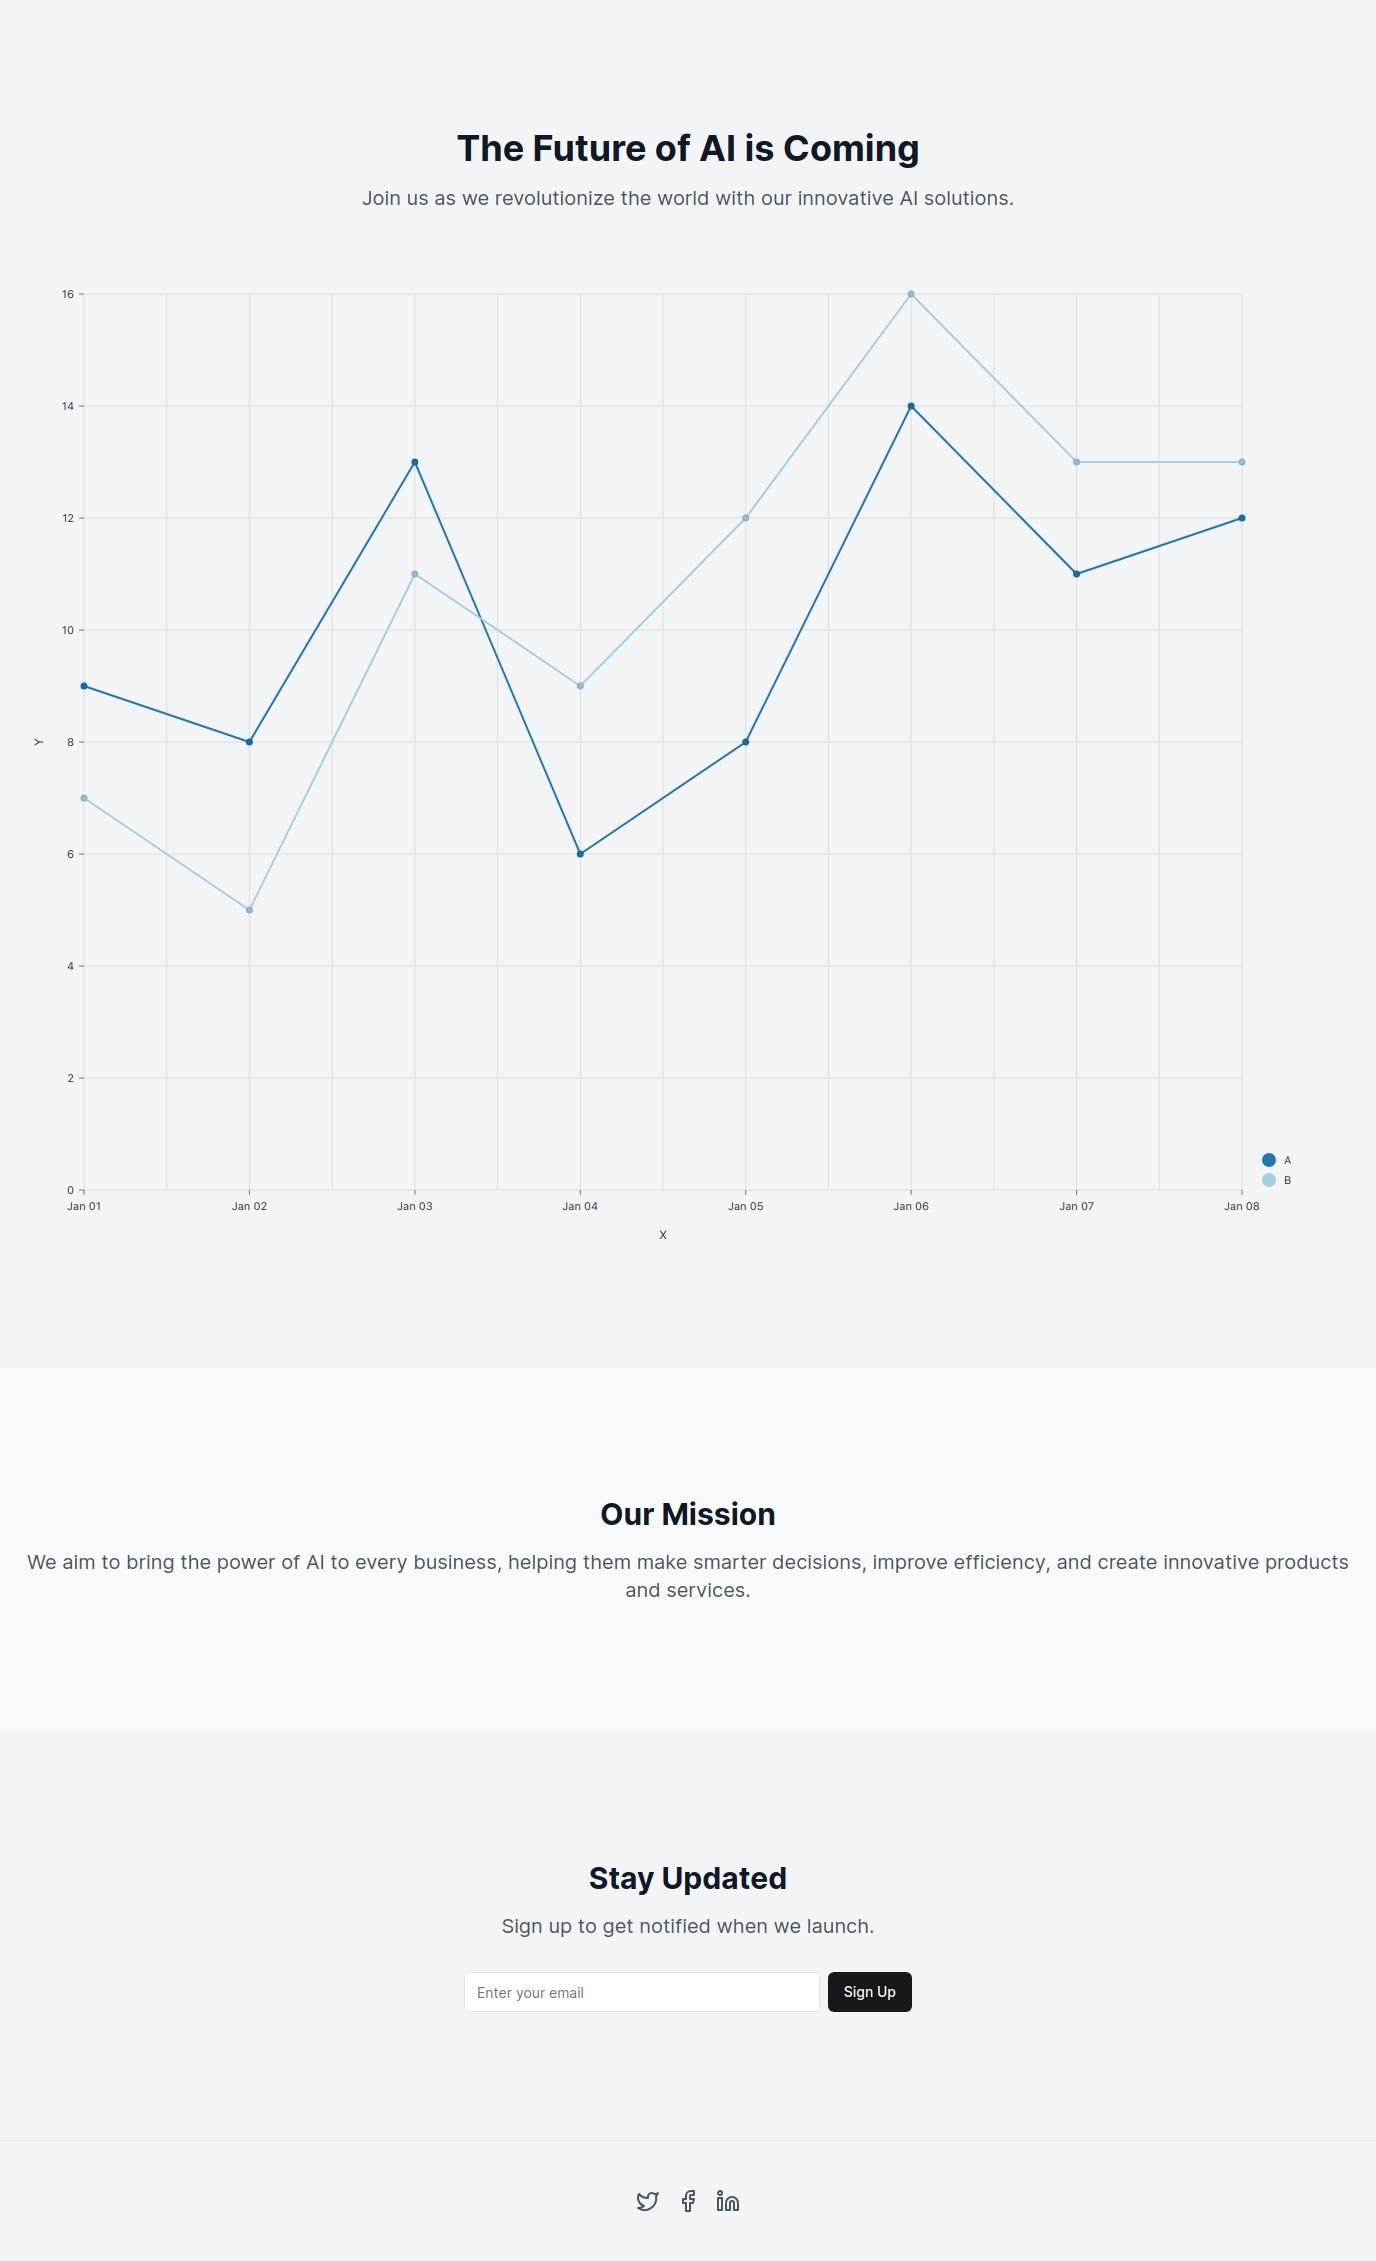 The Future of AI is Coming
Join us as we revolutionize the world with our innovative AI solutions.
16
14
12
10
8
6
4
2
0
Y
Jan 01 Jan 02 Jan 03 Jan 04 Jan 05 Jan 06 Jan 07 Jan 08
X
A
B
Our Mission
We aim to bring the power of AI to every business, helping them make smarter decisions, improve efficiency, and create innovative products
and services.
Stay Updated
Sign up to get notified when we launch.
Enter your email Sign Up